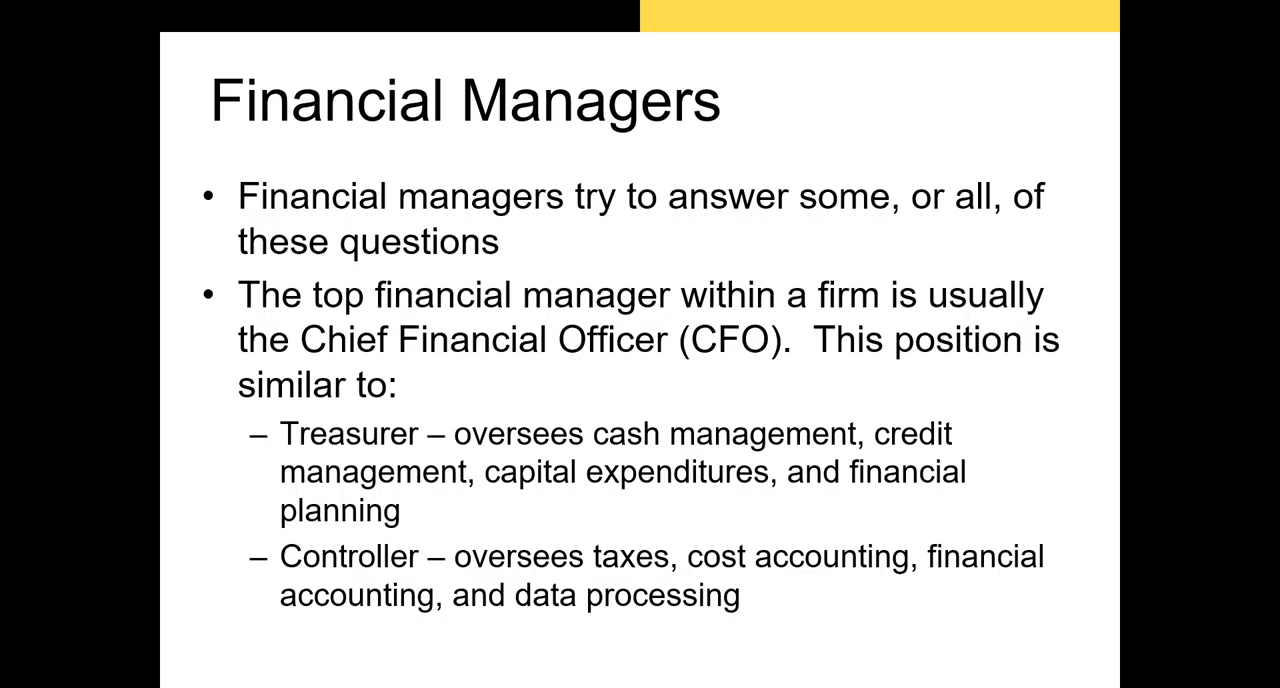 Financial Managers
• Financial managers try to answer some, or all, of
these questions
• The top financial manager within a firm is usually
the Chief Financial Officer (CFO).  This position is
similar to:
– Treasurer – oversees cash management, credit
management, capital expenditures, and financial
planning
– Controller – oversees taxes, cost accounting, financial
accounting, and data processing